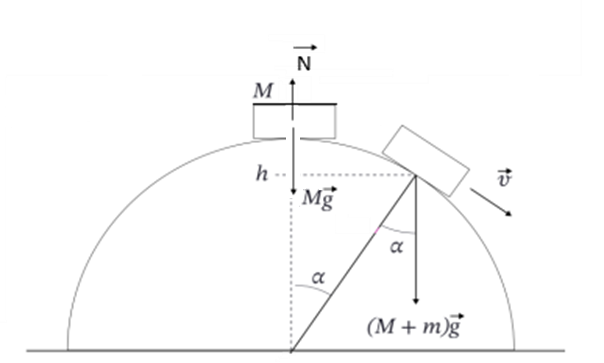 N⃗
M
h
Mg⃗
v⃗
α
α
(M + m)g⃗